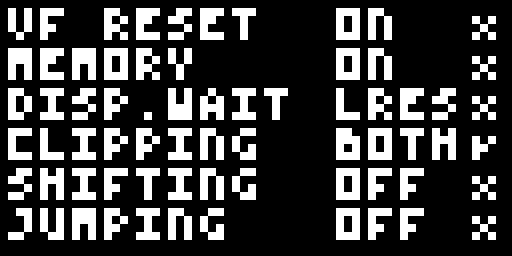 VF RESET ON x
MEMORY ON x
DISP.WAIT LRES x
CLIPPING BOTH r
SHIFTING OFF x
JUMPING OFF x